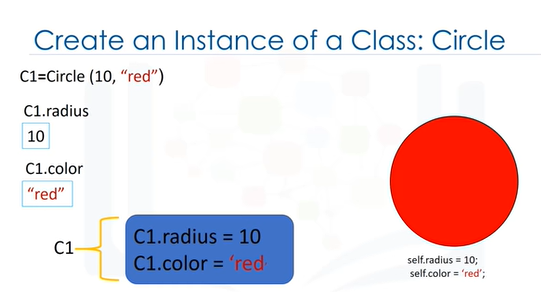 Create an Instance of a Class: Circle
C1=Circle (10, “red”)
C1.radius
10
C1.color
“red”
C1
C1.radius = 10
C1.color = ‘red
self.radius = 10;
self.color = ‘red’;